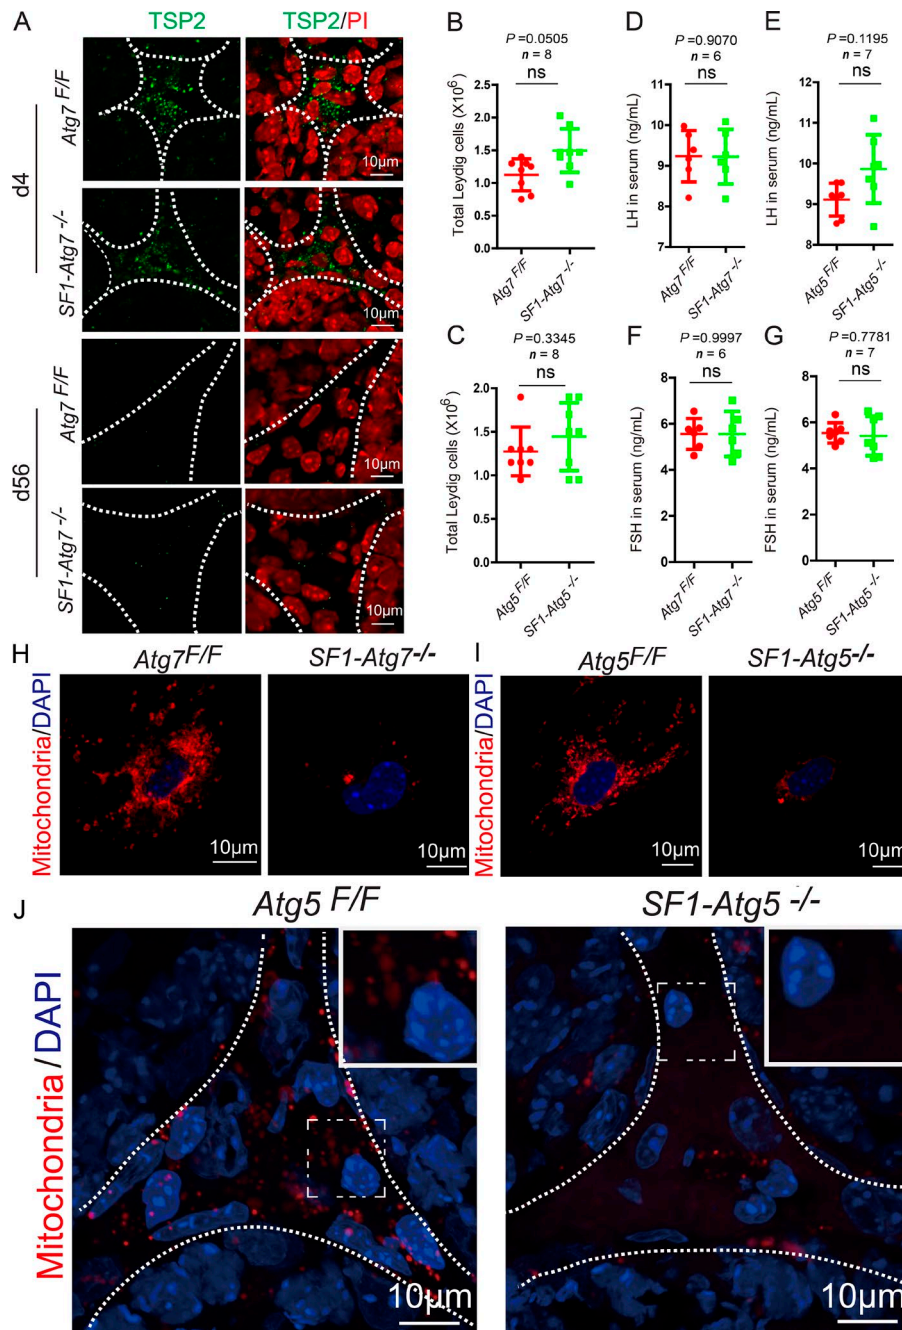 A
TSP2
TSP2/PI
d4
Atg7 F/F
10μm
SF1-Atg7 -/-
10μm
d56
Atg7 F/F
10μm
SF1-Atg7 -/-
10μm
B
P =0.0505
n = 8
ns
Total Leydig cells (X10⁶)
2.5
2.0
1.5
1.0
0.5
0.0
Atg7 F/F
SF1-Atg7 -/-
D
P =0.9070
n = 6
ns
LH in serum (ng/mL)
11
10
9
8
7
Atg7 F/F
SF1-Atg7 -/-
E
P =0.1195
n = 7
ns
LH in serum (ng/mL)
12
11
10
9
8
Atg5 F/F
SF1-Atg5 -/-
C
P =0.3345
n = 8
ns
Total Leydig cells (X10⁶)
2.0
1.5
1.0
0.5
0.0
Atg5 F/F
SF1-Atg5 -/-
F
P =0.9997
n = 6
ns
FSH in serum (ng/mL)
8
6
4
2
0
Atg7 F/F
SF1-Atg7 -/-
G
P =0.7781
n = 7
ns
FSH in serum (ng/mL)
8
6
4
2
0
Atg5 F/F
SF1-Atg5 -/-
H
Atg7F/F
SF1-Atg7-/-
Mitochondria/DAPI
10μm
10μm
I
Atg5F/F
SF1-Atg5-/-
Mitochondria/DAPI
10μm
10μm
J
Atg5 F/F
SF1-Atg5 -/-
Mitochondria/DAPI
10μm
10μm